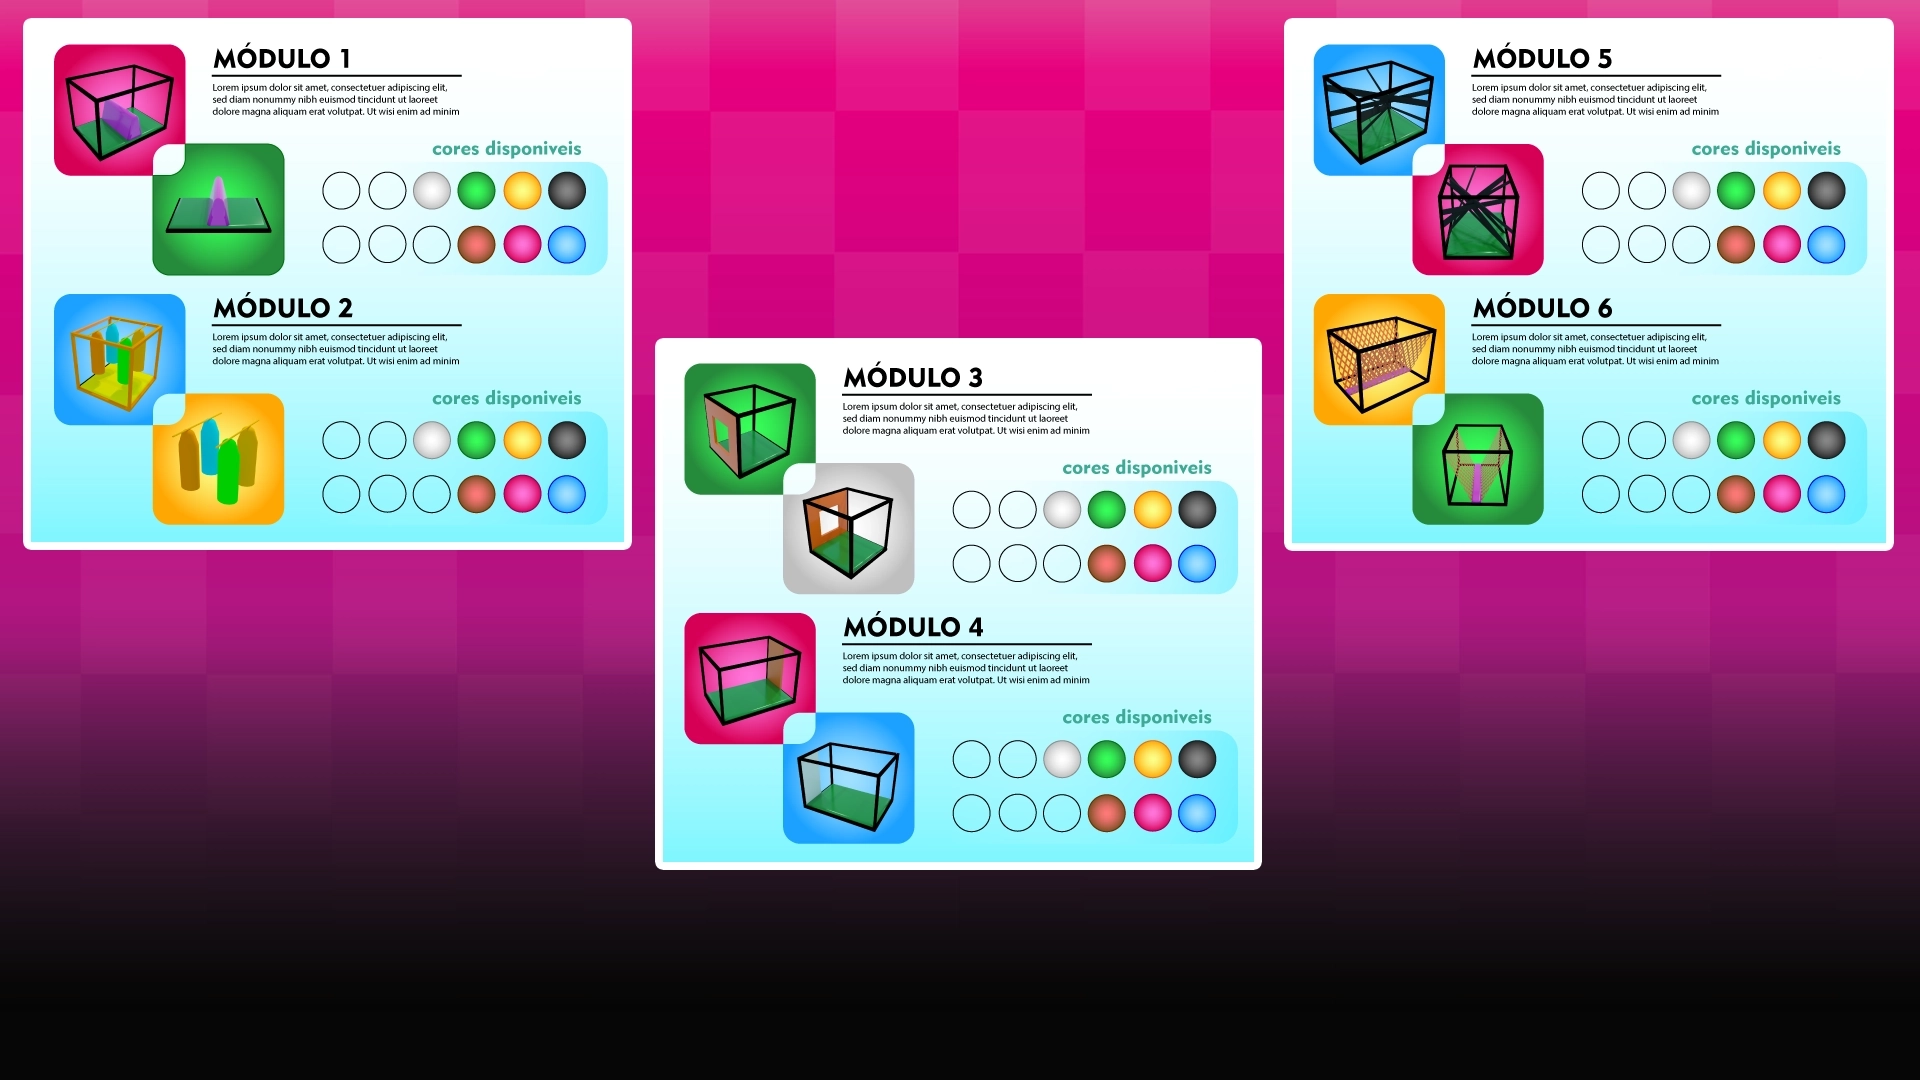 MÓDULO 1
Lorem ipsum dolor sit amet, consectetuer adipiscing elit,
sed diam nonummy nibh euismod tincidunt ut laoreet
dolore magna aliquam erat volutpat. Ut wisi enim ad minim
cores disponiveis
MÓDULO 2
Lorem ipsum dolor sit amet, consectetuer adipiscing elit,
sed diam nonummy nibh euismod tincidunt ut laoreet
dolore magna aliquam erat volutpat. Ut wisi enim ad minim
cores disponiveis
MÓDULO 3
Lorem ipsum dolor sit amet, consectetuer adipiscing elit,
sed diam nonummy nibh euismod tincidunt ut laoreet
dolore magna aliquam erat volutpat. Ut wisi enim ad minim
cores disponiveis
MÓDULO 4
Lorem ipsum dolor sit amet, consectetuer adipiscing elit,
sed diam nonummy nibh euismod tincidunt ut laoreet
dolore magna aliquam erat volutpat. Ut wisi enim ad minim
cores disponiveis
MÓDULO 5
Lorem ipsum dolor sit amet, consectetuer adipiscing elit,
sed diam nonummy nibh euismod tincidunt ut laoreet
dolore magna aliquam erat volutpat. Ut wisi enim ad minim
cores disponiveis
MÓDULO 6
Lorem ipsum dolor sit amet, consectetuer adipiscing elit,
sed diam nonummy nibh euismod tincidunt ut laoreet
dolore magna aliquam erat volutpat. Ut wisi enim ad minim
cores disponiveis